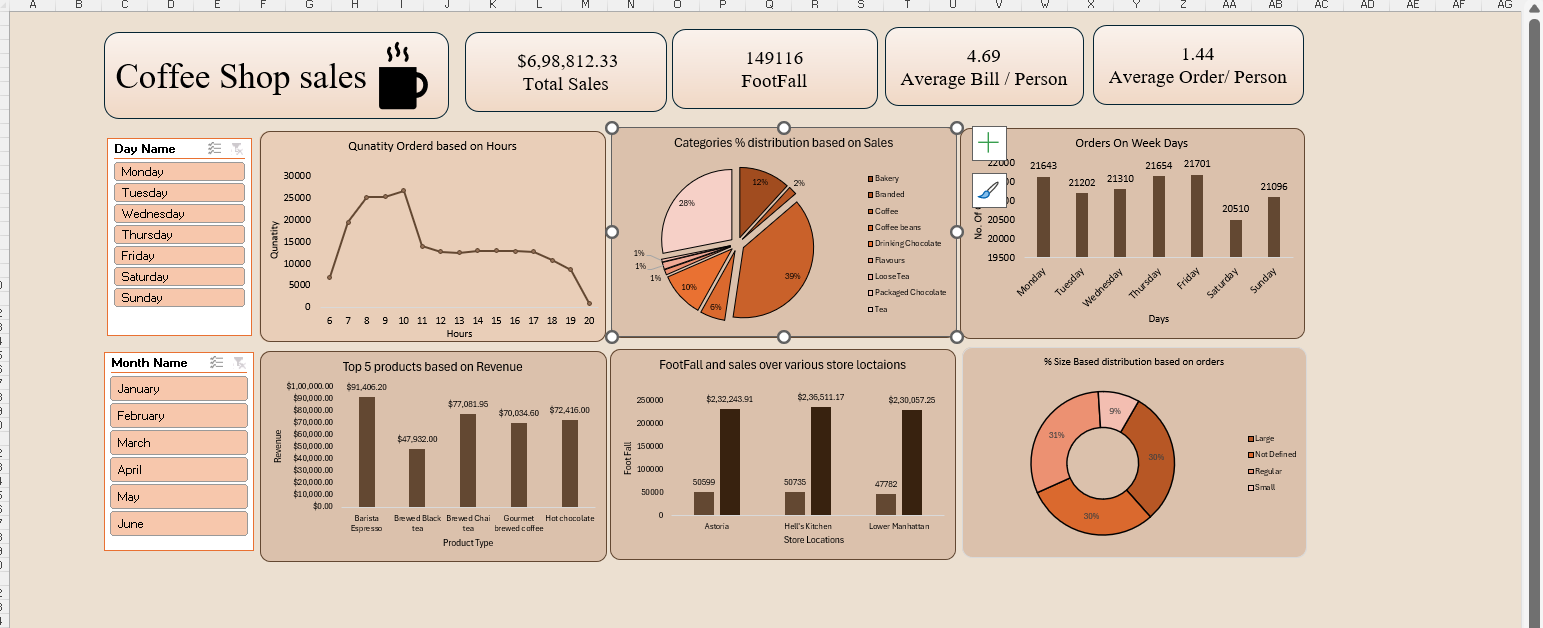 A B C D E F G H I J K L M N O P Q R S T U V W X Y Z AA AB AC AD AE AF AG
Coffee Shop sales
$6,98,812.33
Total Sales
149116
FootFall
4.69
Average Bill / Person
1.44
Average Order/ Person
Day Name
Monday
Tuesday
Wednesday
Thursday
Friday
Saturday
Sunday
Qunatity Orderd based on Hours
Qunatity
30000
25000
20000
15000
10000
5000
0
6 7 8 9 10 11 12 13 14 15 16 17 18 19 20
Hours
Categories % distribution based on Sales
12%
2%
39%
6%
10%
1%
1%
1%
28%
Bakery
Branded
Coffee
Coffee beans
Drinking Chocolate
Flavours
Loose Tea
Packaged Chocolate
Tea
Orders On Week Days
No. Of
22000
20500
20000
19500
21643 21202 21310 21654 21701 20510 21096
Monday Tuesday Wednesday Thursday Friday Saturday Sunday
Days
Month Name
January
February
March
April
May
June
Top 5 products based on Revenue
Revenue
$1,00,000.00
$90,000.00
$80,000.00
$70,000.00
$60,000.00
$50,000.00
$40,000.00
$30,000.00
$20,000.00
$10,000.00
$0.00
$91,406.20 $47,932.00 $77,081.95 $70,034.60 $72,416.00
Barista Brewed Black Brewed Chai Gourmet Hot chocolate
Espresso tea tea brewed coffee
Product Type
FootFall and sales over various store loctaions
Foot Fall
250000
200000
150000
100000
50000
0
50599 $2,32,243.91 50735 $2,36,511.17 47782 $2,30,057.25
Astoria Hell's Kitchen Lower Manhattan
Store Locations
% Size Based distribution based on orders
9%
30%
30%
31%
Large
Not Defined
Regular
Small